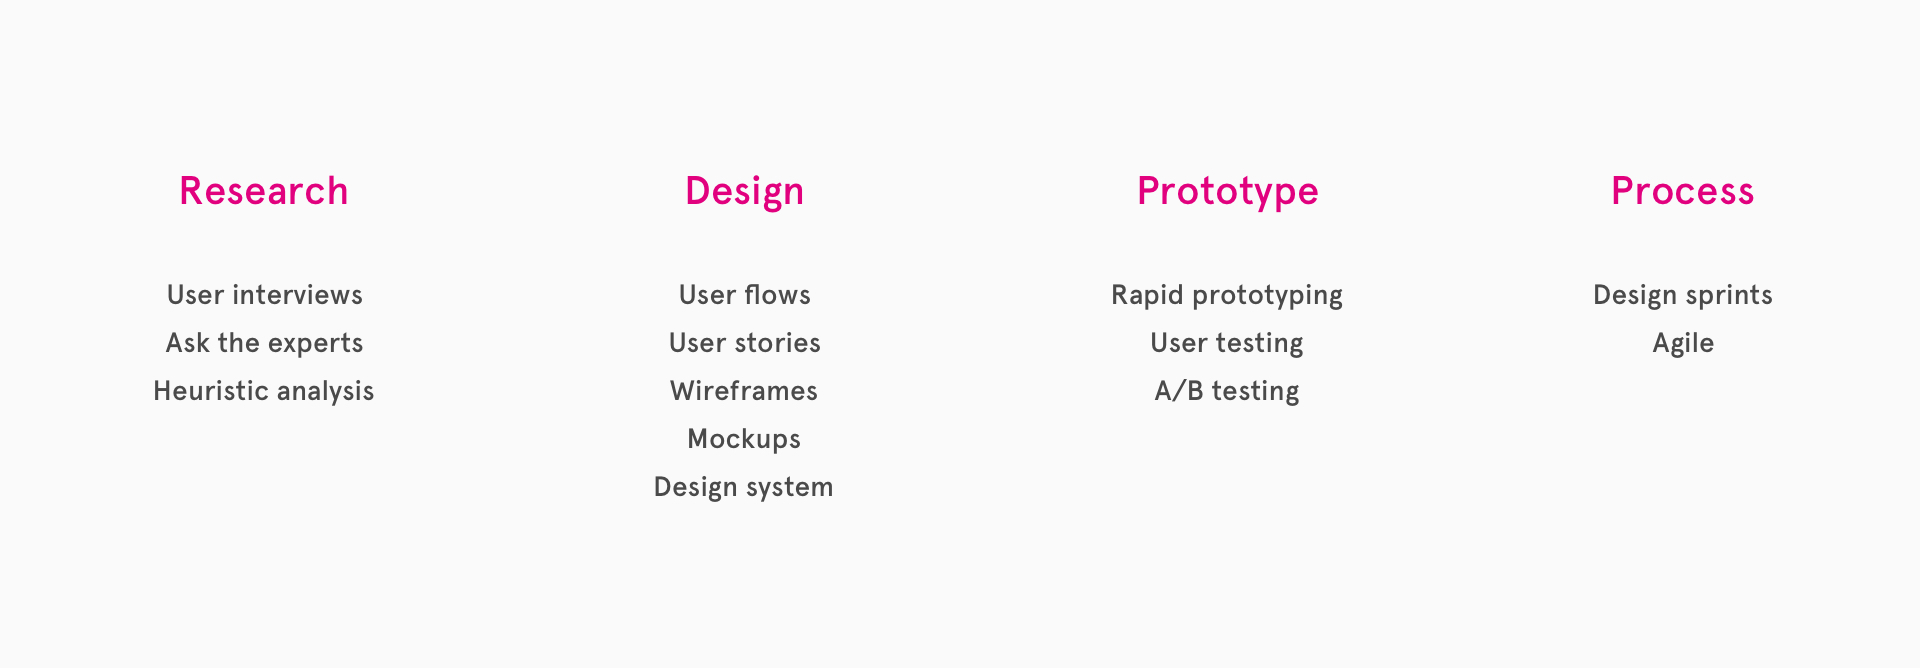 Research
User interviews
Ask the experts
Heuristic analysis
Design
User flows
User stories
Wireframes
Mockups
Design system
Prototype
Rapid prototyping
User testing
A/B testing
Process
Design sprints
Agile